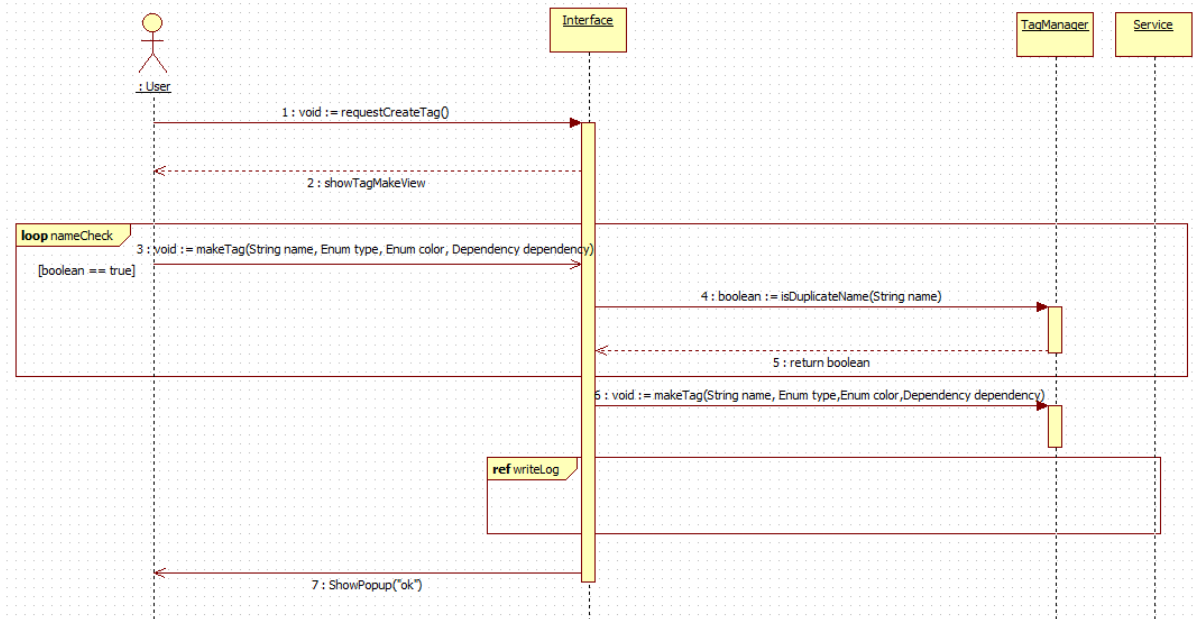 Interface
TagManager
Service
: User
1 : void := requestCreateTag()
2 : showTagMakeView
loop nameCheck
3 : void := makeTag(String name, Enum type, Enum color, Dependency dependency)
[boolean == true]
4 : boolean := isDuplicateName(String name)
5 : return boolean
6 : void := makeTag(String name, Enum type,Enum color,Dependency dependency)
ref writeLog
7 : ShowPopup("ok")